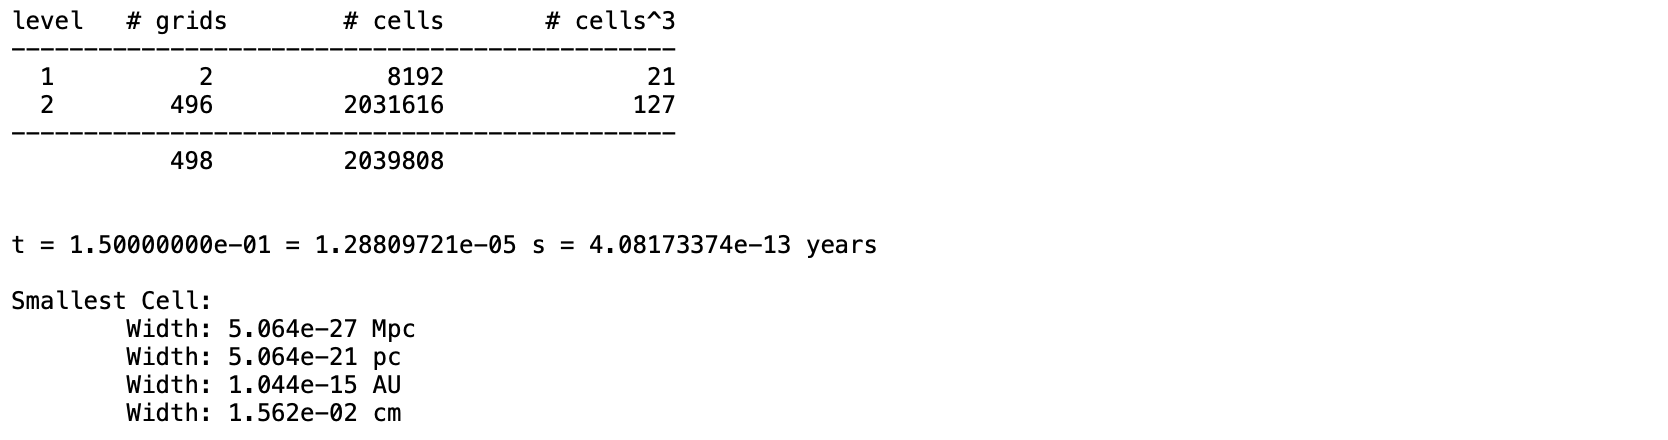 level   # grids        # cells       # cells^3
----------------------------------------------
  1          2            8192              21
  2        496         2031616             127
----------------------------------------------
           498         2039808
t = 1.50000000e-01 = 1.28809721e-05 s = 4.08173374e-13 years
Smallest Cell:
        Width: 5.064e-27 Mpc
        Width: 5.064e-21 pc
        Width: 1.044e-15 AU
        Width: 1.562e-02 cm